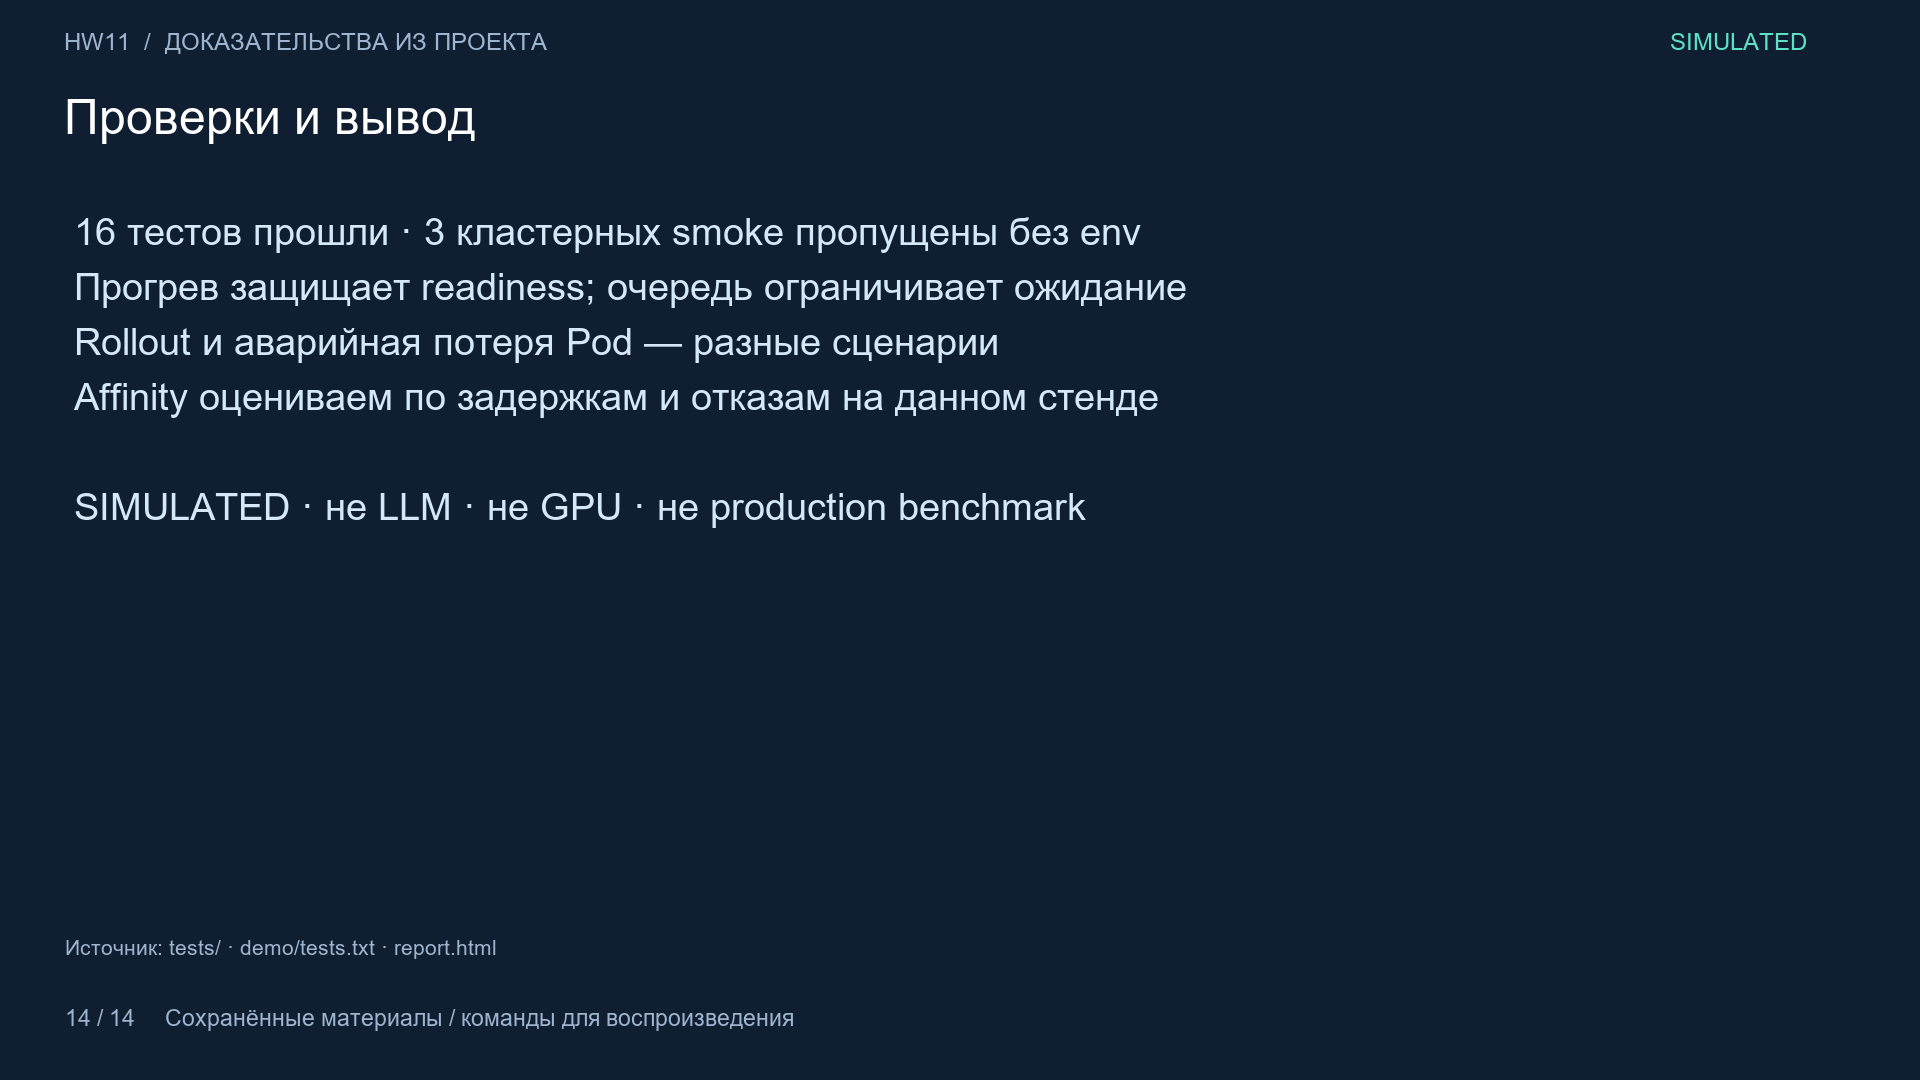 HW11 / ДОКАЗАТЕЛЬСТВА ИЗ ПРОЕКТА
SIMULATED
Проверки и вывод
16 тестов прошли · 3 кластерных smoke пропущены без env
Прогрев защищает readiness; очередь ограничивает ожидание
Rollout и аварийная потеря Pod — разные сценарии
Affinity оцениваем по задержкам и отказам на данном стенде
SIMULATED · не LLM · не GPU · не production benchmark
Источник: tests/ · demo/tests.txt · report.html
14 / 14 Сохранённые материалы / команды для воспроизведения